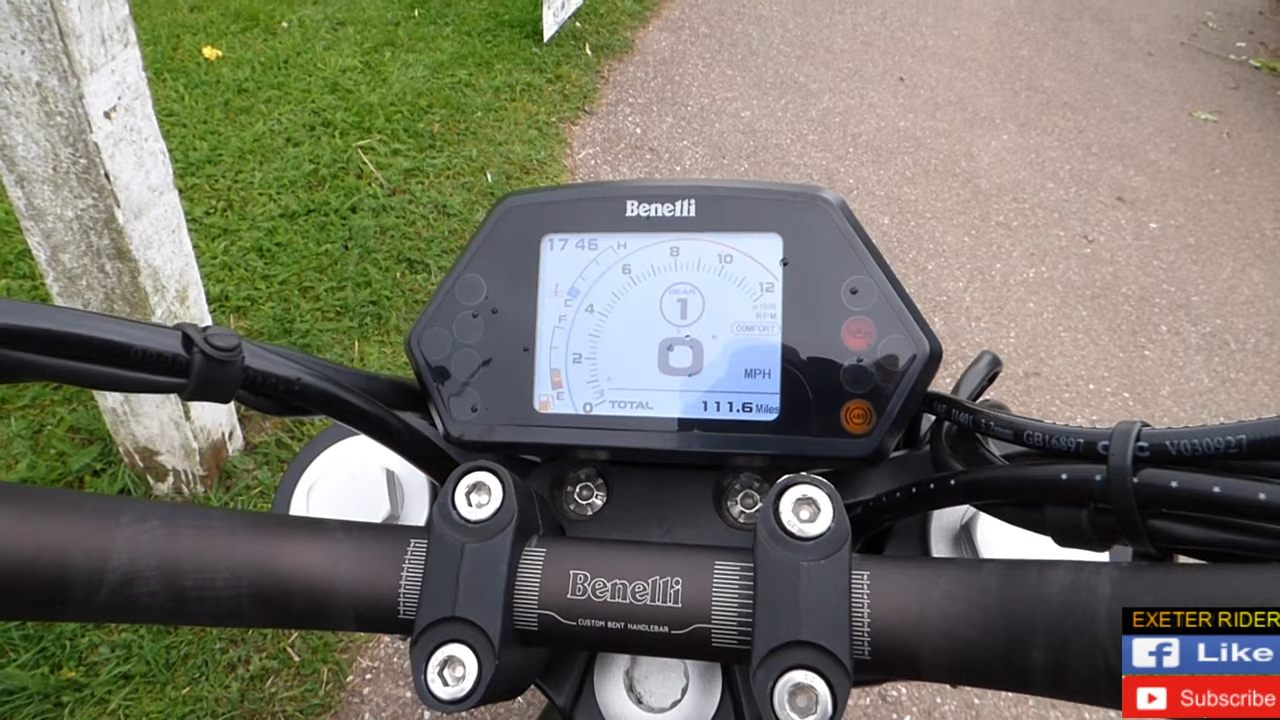 Benelli
17 46
H
8
10
6
12
C
4
GEAR
1
x1000
RPM
F
COMFORT
0
2
MPH
E
0
TOTAL 111.6 Miles
ABS
GB16897 V030927
Benelli
CUSTOM BENT HANDLEBAR
EXETER RIDER
Like
Subscribe